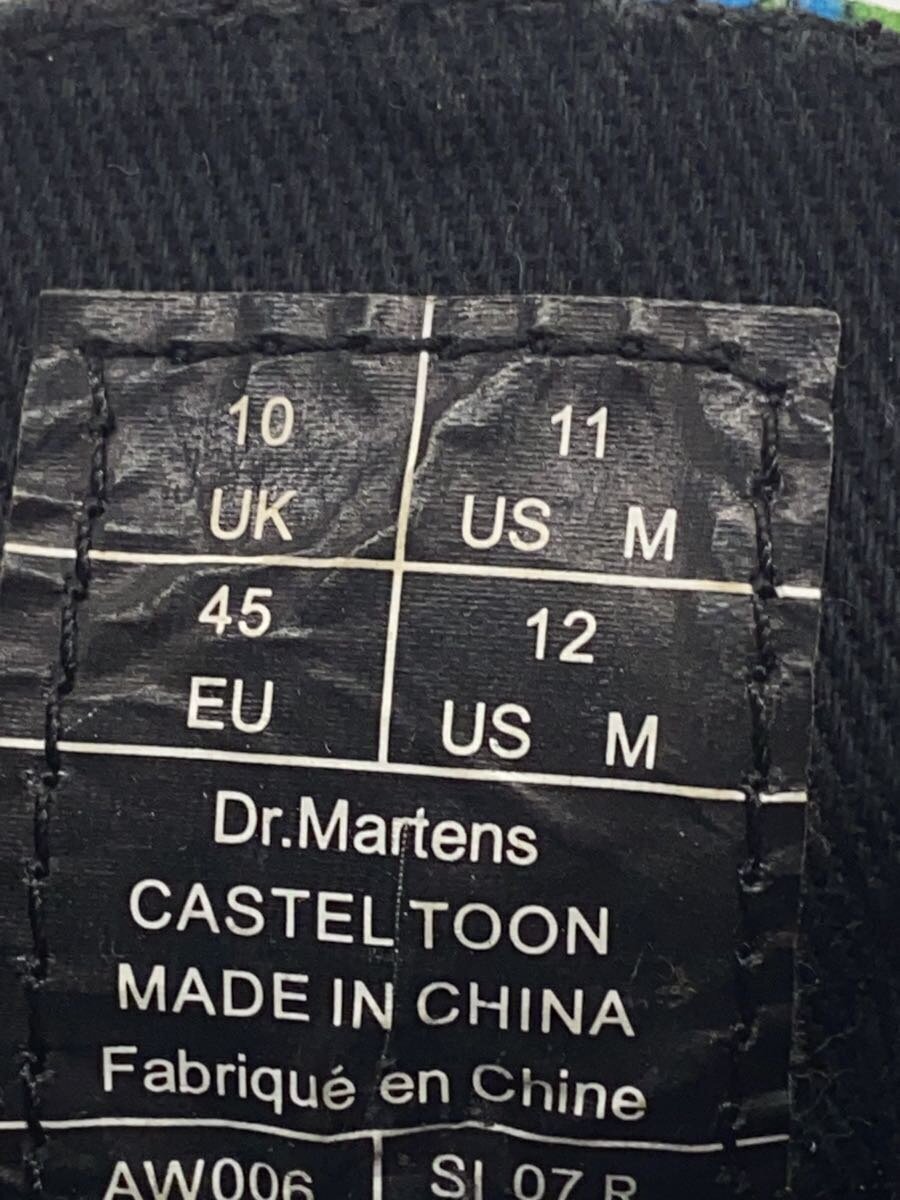 10 11
UK US M
45 12
EU US M
Dr.Martens
CASTEL TOON
MADE IN CHINA
Fabriqué en Chine
AW006 07 R